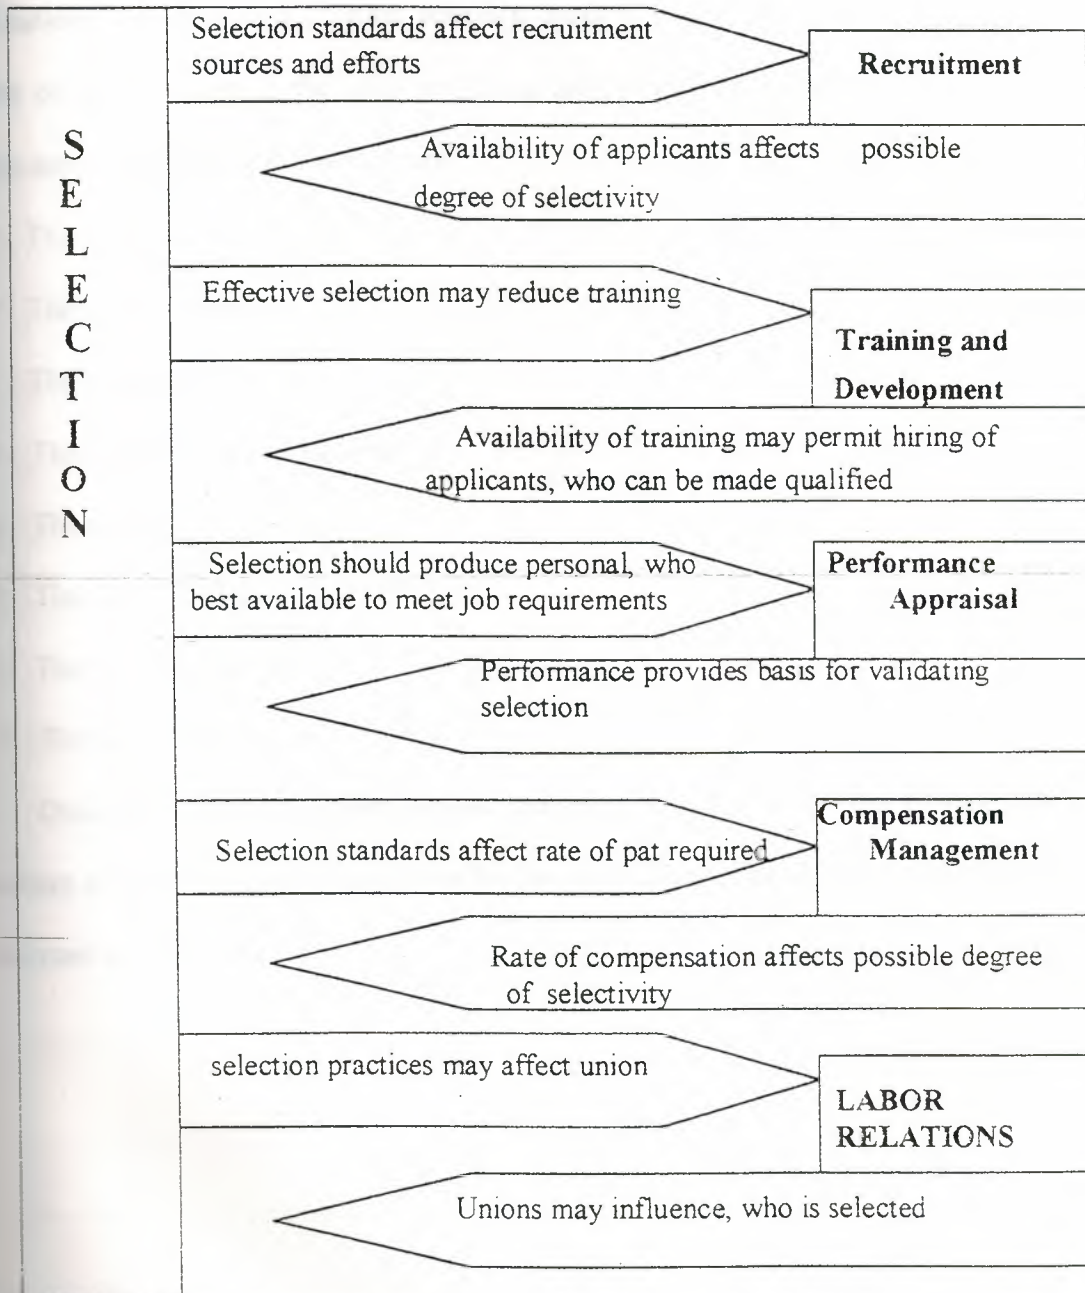 Selection standards affect recruitment
sources and efforts
Recruitment
Availability of applicants affects possible
degree of selectivity
SELECTION
Effective selection may reduce training
Training and
Development
Availability of training may permit hiring of
applicants, who can be made qualified
Selection should produce personal, who
best available to meet job requirements
Performance
Appraisal
Performance provides basis for validating
selection
Selection standards affect rate of pat required
Compensation
Management
Rate of compensation affects possible degree
of selectivity
selection practices may affect union
LABOR
RELATIONS
Unions may influence, who is selected